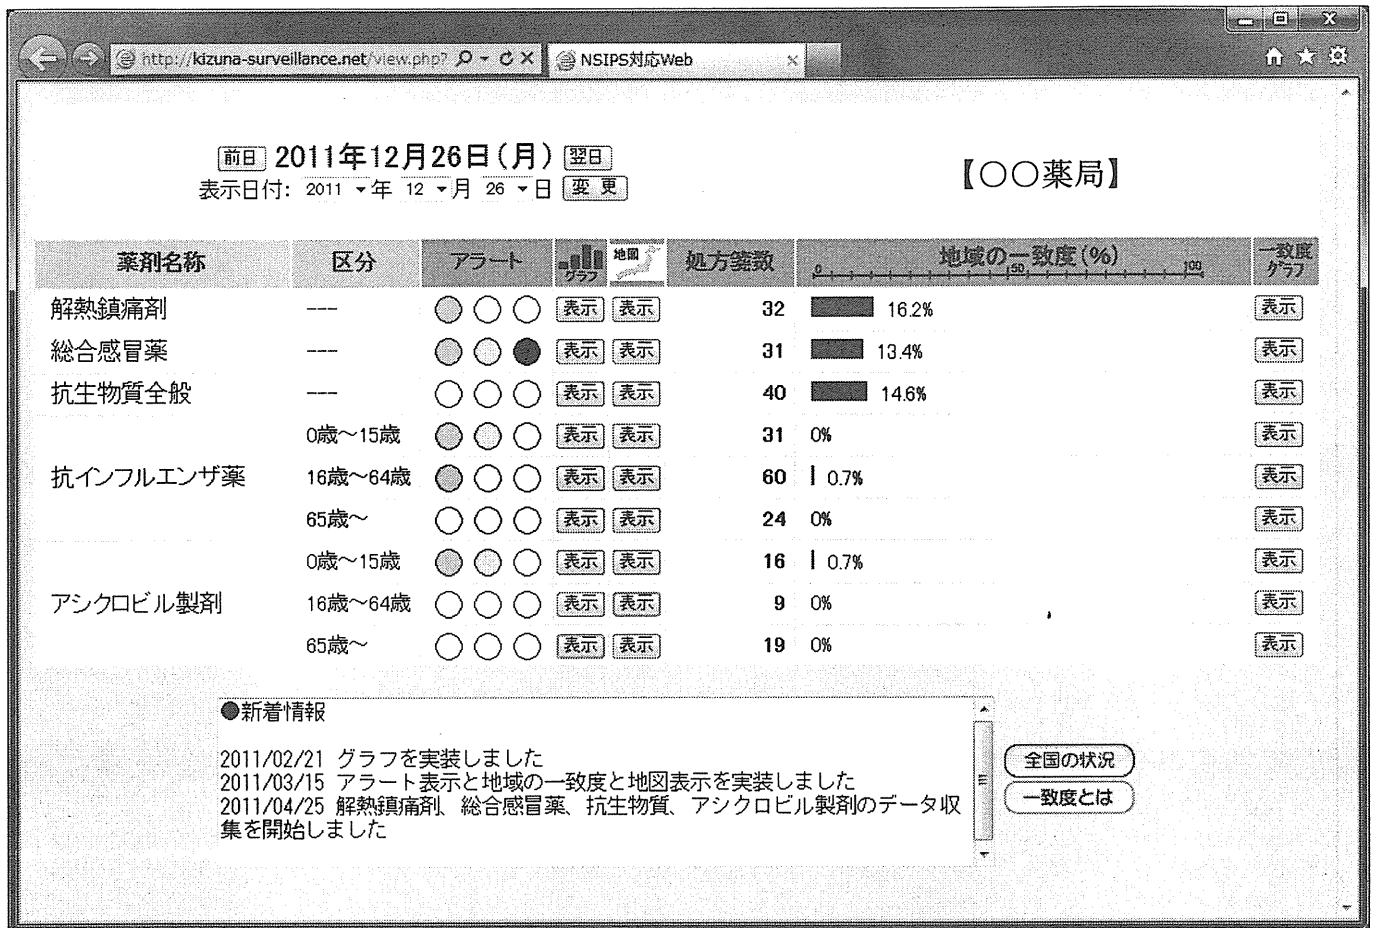 http://kizuna-surveillance.net/view.php?
NSIPS対応Web
前日 2011年12月26日(月) 翌日
表示日付: 2011 年 12 月 26 日 変更
【○○薬局】
薬剤名称 区分 アラート グラフ 地図 処方箋数 地域の一致度(%) 0 50 100 一致度グラフ
解熱鎮痛剤 --- 表示 表示 32 16.2% 表示
総合感冒薬 --- 表示 表示 31 13.4% 表示
抗生物質全般 --- 表示 表示 40 14.6% 表示
0歳～15歳 表示 表示 31 0% 表示
抗インフルエンザ薬 16歳～64歳 表示 表示 60 0.7% 表示
65歳～ 表示 表示 24 0% 表示
0歳～15歳 表示 表示 16 0.7% 表示
アシクロビル製剤 16歳～64歳 表示 表示 9 0% 表示
65歳～ 表示 表示 19 0% 表示
●新着情報
2011/02/21 グラフを実装しました
2011/03/15 アラート表示と地域の一致度と地図表示を実装しました
2011/04/25 解熱鎮痛剤、総合感冒薬、抗生物質、アシクロビル製剤のデータ収
集を開始しました
全国の状況
一致度とは